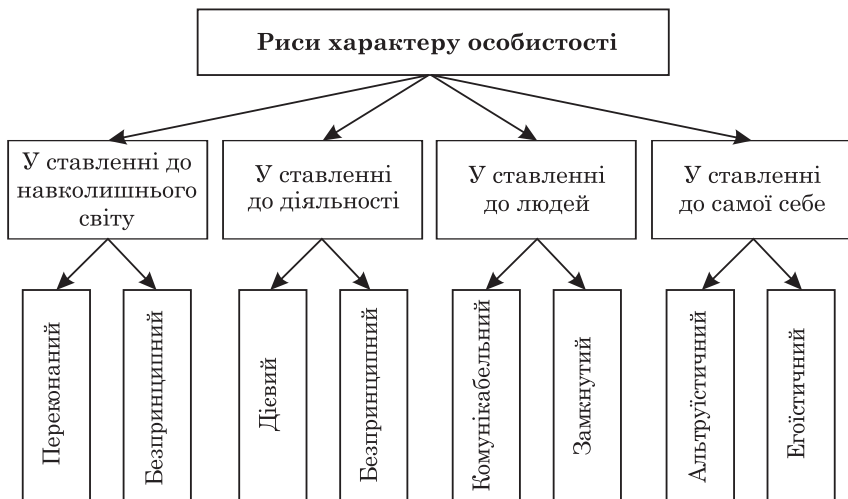 Риси характеру особистості
У ставленні до
навколишнього
світу
У ставленні
до діяльності
У ставленні
до людей
У ставленні
до самої себе
Переконаний
Безпринципний
Дієвий
Безпринципний
Комунікабельний
Замкнутий
Альтруїстичний
Егоїстичний